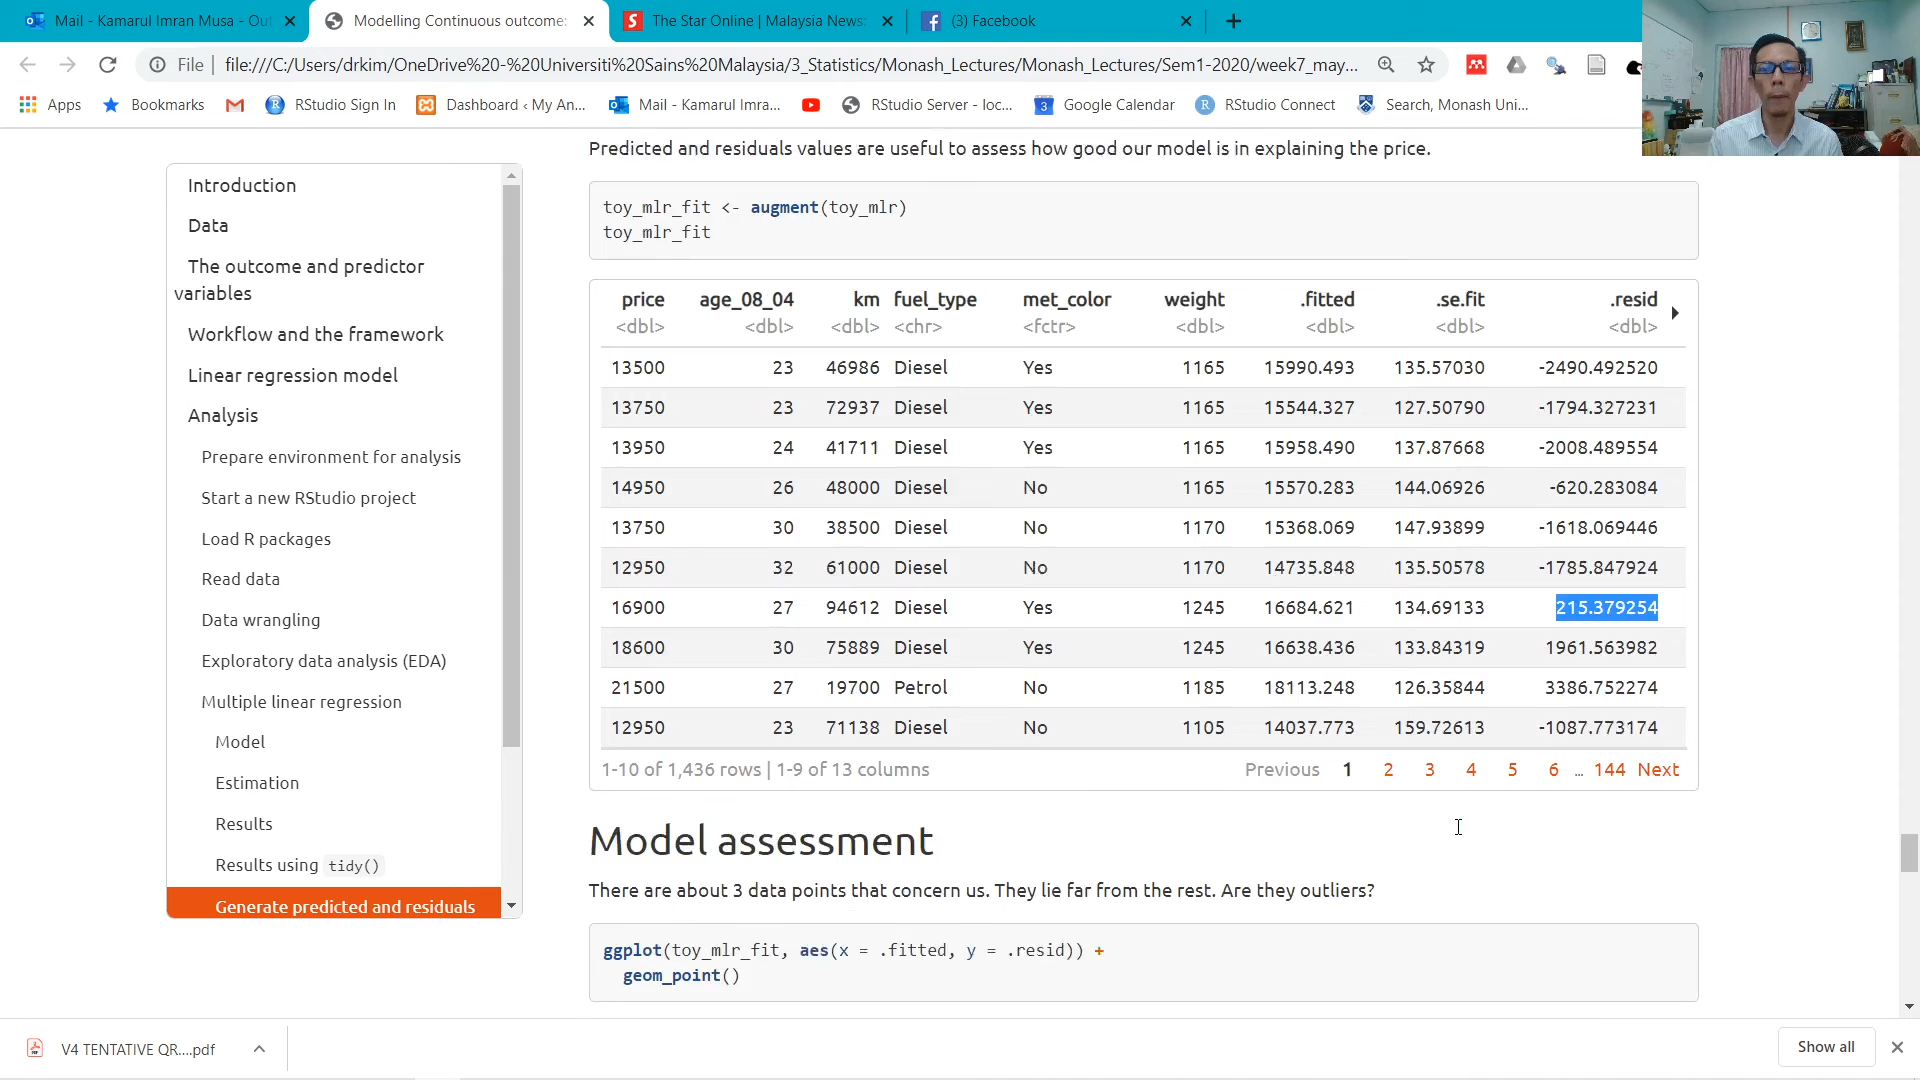 Mail - Kamarul Imran Musa - Out
Modelling Continuous outcome:
The Star Online | Malaysia News:
(3) Facebook
File
file:///C:/Users/drkim/OneDrive%20-%20Universiti%20Sains%20Malaysia/3_Statistics/Monash_Lectures/Monash_Lectures/Sem1-2020/week7_may...
Apps
Bookmarks
RStudio Sign In
Dashboard ‹ My An...
Mail - Kamarul Imra...
RStudio Server - loc...
3
Google Calendar
RStudio Connect
Search, Monash Uni...
Predicted and residuals values are useful to assess how good our model is in explaining the price.
Introduction
Data
The outcome and predictor
variables
Workflow and the framework
Linear regression model
Analysis
Prepare environment for analysis
Start a new RStudio project
Load R packages
Read data
Data wrangling
Exploratory data analysis (EDA)
Multiple linear regression
Model
Estimation
Results
Results using tidy()
Generate predicted and residuals
toy_mlr_fit <- augment(toy_mlr)
toy_mlr_fit
price age_08_04 km fuel_type met_color weight .fitted .se.fit .resid
<dbl> <dbl> <dbl> <chr> <fctr> <dbl> <dbl> <dbl> <dbl>
13500 23 46986 Diesel Yes 1165 15990.493 135.57030 -2490.492520
13750 23 72937 Diesel Yes 1165 15544.327 127.50790 -1794.327231
13950 24 41711 Diesel Yes 1165 15958.490 137.87668 -2008.489554
14950 26 48000 Diesel No 1165 15570.283 144.06926 -620.283084
13750 30 38500 Diesel No 1170 15368.069 147.93899 -1618.069446
12950 32 61000 Diesel No 1170 14735.848 135.50578 -1785.847924
16900 27 94612 Diesel Yes 1245 16684.621 134.69133 215.379254
18600 30 75889 Diesel Yes 1245 16638.436 133.84319 1961.563982
21500 27 19700 Petrol No 1185 18113.248 126.35844 3386.752274
12950 23 71138 Diesel No 1105 14037.773 159.72613 -1087.773174
1-10 of 1,436 rows | 1-9 of 13 columns
Previous 1 2 3 4 5 6 ... 144 Next
Model assessment
There are about 3 data points that concern us. They lie far from the rest. Are they outliers?
ggplot(toy_mlr_fit, aes(x = .fitted, y = .resid)) +
geom_point()
V4 TENTATIVE QR....pdf
Show all